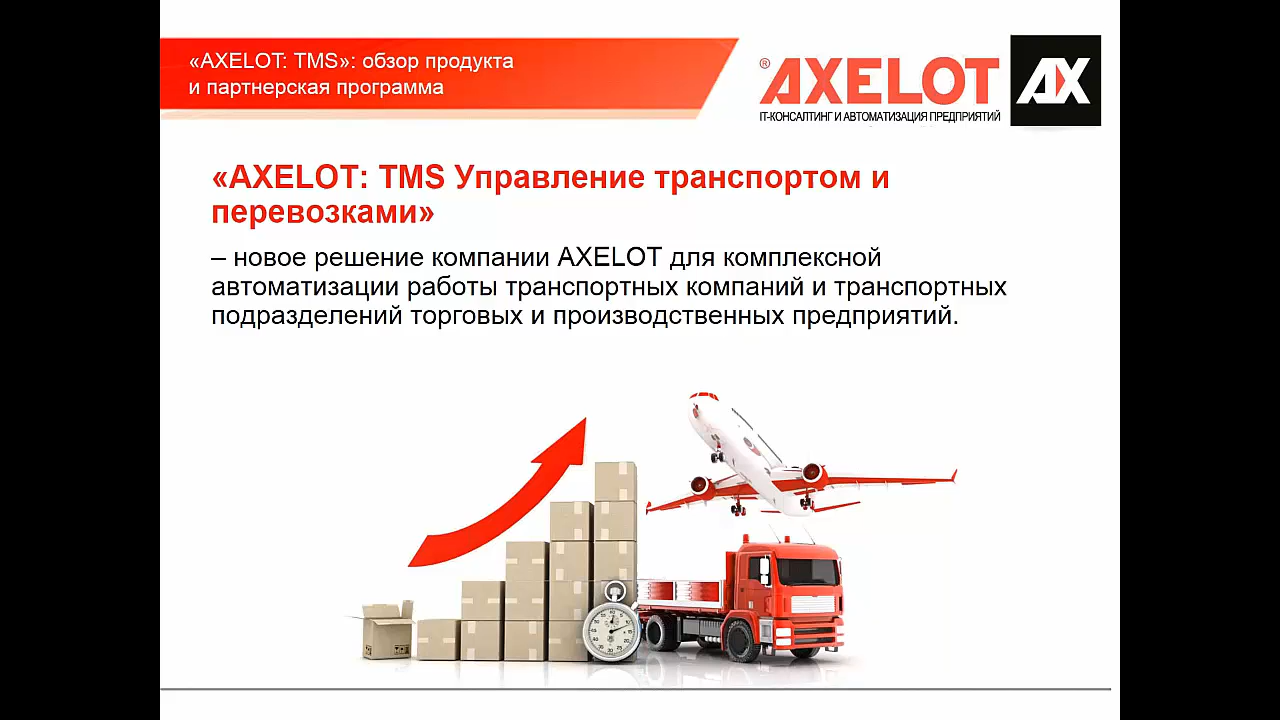 «AXELOT: TMS»: обзор продукта
и партнерская программа
® AXELOT AX
IT-КОНСАЛТИНГ И АВТОМАТИЗАЦИЯ ПРЕДПРИЯТИЙ
«AXELOT: TMS Управление транспортом и
перевозками»
– новое решение компании AXELOT для комплексной
автоматизации работы транспортных компаний и транспортных
подразделений торговых и производственных предприятий.